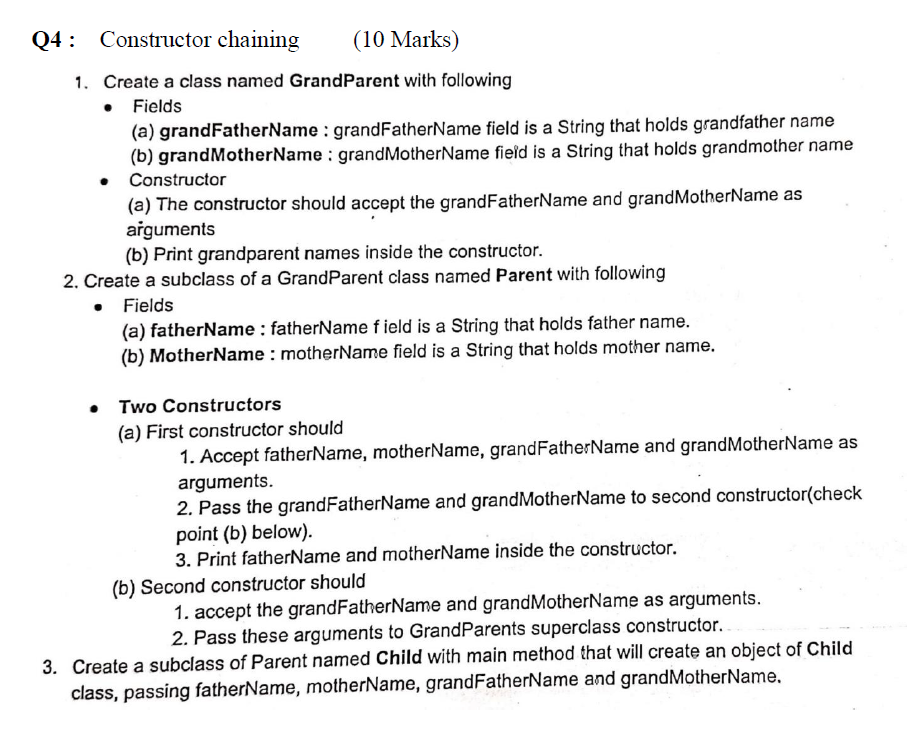 Q4 : Constructor chaining (10 Marks)
1. Create a class named GrandParent with following
• Fields
(a) grandFatherName : grandFatherName field is a String that holds grandfather name
(b) grandMotherName : grandMotherName field is a String that holds grandmother name
• Constructor
(a) The constructor should accept the grandFatherName and grandMotherName as
arguments
(b) Print grandparent names inside the constructor.
2. Create a subclass of a GrandParent class named Parent with following
• Fields
(a) fatherName : fatherName f ield is a String that holds father name.
(b) MotherName : motherName field is a String that holds mother name.
• Two Constructors
(a) First constructor should
1. Accept fatherName, motherName, grandFatherName and grandMotherName as
arguments.
2. Pass the grandFatherName and grandMotherName to second constructor(check
point (b) below).
3. Print fatherName and motherName inside the constructor.
(b) Second constructor should
1. accept the grandFatherName and grandMotherName as arguments.
2. Pass these arguments to GrandParents superclass constructor.
3. Create a subclass of Parent named Child with main method that will create an object of Child
class, passing fatherName, motherName, grandFatherName and grandMotherName.